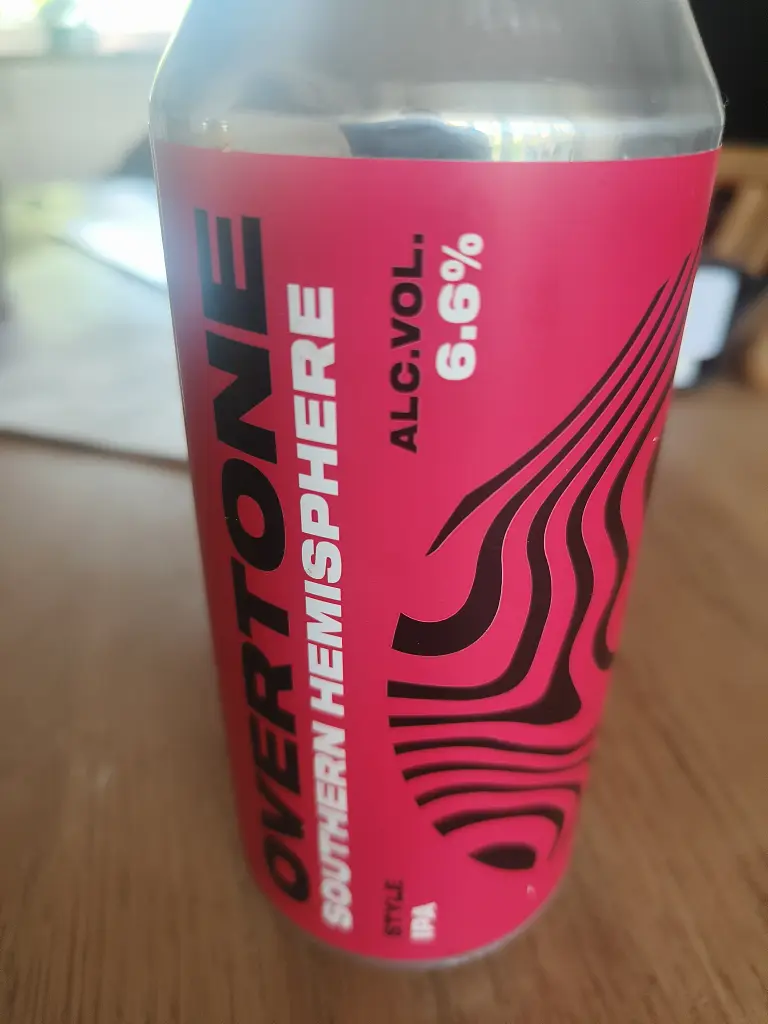 OVERTONE
SOUTHERN HEMISPHERE
ALC.VOL.
6.6%
STYLE
IPA